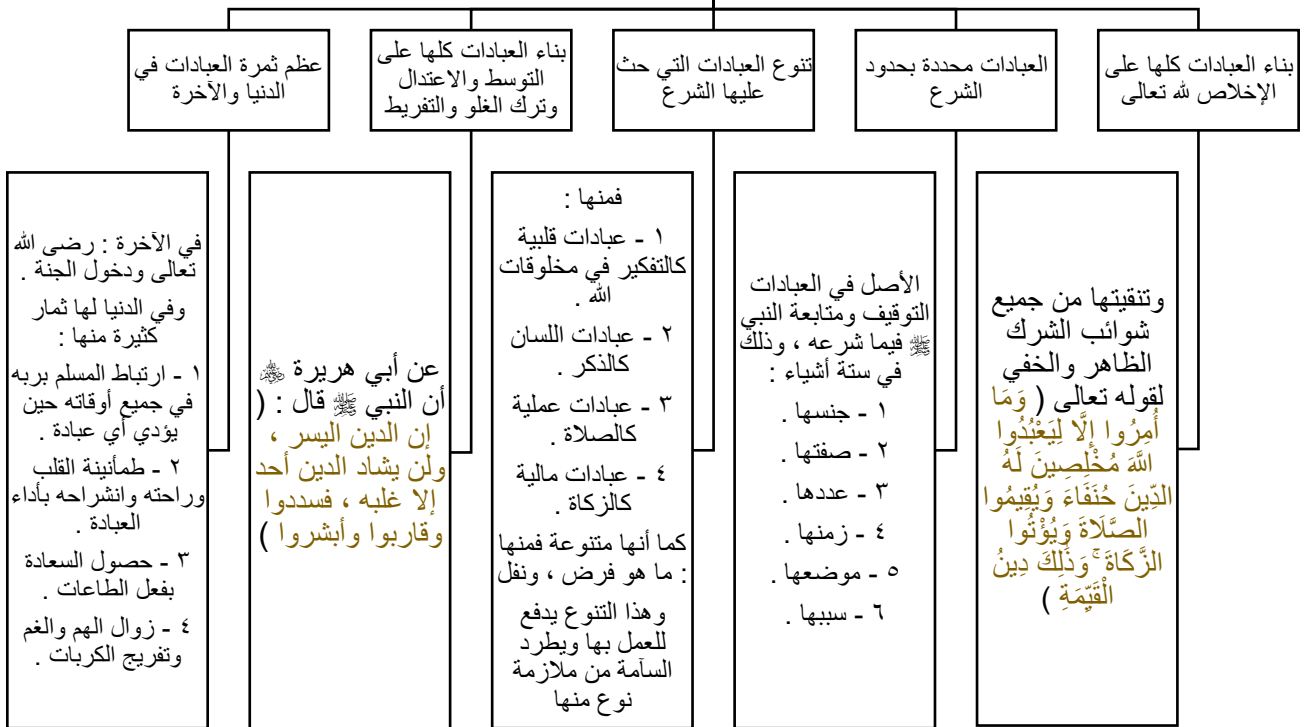 بناء العبادات كلها على
الإخلاص لله تعالى
العبادات محددة بحدود
الشرع
تنوع العبادات التي حث
عليها الشرع
بناء العبادات كلها على
التوسط والاعتدال
وترك الغلو والتفريط
عظم ثمرة العبادات في
الدنيا والآخرة
وتنقيتها من جميع
شوائب الشرك
الظاهر والخفي
لقوله تعالى ( وَمَا
أُمِرُوا إِلَّا لِيَعْبُدُوا
اللَّهَ مُخْلِصِينَ لَهُ
الدِّينَ حُنَفَاءَ وَيُقِيمُوا
الصَّلَاةَ وَيُؤْتُوا
الزَّكَاةَ ۚ وَذَٰلِكَ دِينُ
الْقَيِّمَةِ )
الأصل في العبادات
التوقيف ومتابعة النبي
ﷺ فيما شرعه ، وذلك
في ستة أشياء :
١ - جنسها .
٢ - صفتها .
٣ - عددها .
٤ - زمنها .
٥ - موضعها .
٦ - سببها .
فمنها :
١ - عبادات قلبية
كالتفكير في مخلوقات
الله .
٢ - عبادات اللسان
كالذكر .
٣ - عبادات عملية
كالصلاة .
٤ - عبادات مالية
كالزكاة .
كما أنها متنوعة فمنها
: ما هو فرض ، ونفل
وهذا التنوع يدفع
للعمل بها ويطرد
السآمة من ملازمة
نوع منها
عن أبي هريرة رضي الله عنه
أن النبي ﷺ قال : (
إن الدين اليسر ،
ولن يشاد الدين أحد
إلا غلبه ، فسددوا
وقاربوا وأبشروا )
في الآخرة : رضى الله
تعالى ودخول الجنة .
وفي الدنيا لها ثمار
كثيرة منها :
١ - ارتباط المسلم بربه
في جميع أوقاته حين
يؤدي أي عبادة .
٢ - طمأنينة القلب
وراحته وانشراحه بأداء
العبادة .
٣ - حصول السعادة
بفعل الطاعات .
٤ - زوال الهم والغم
وتفريج الكربات .